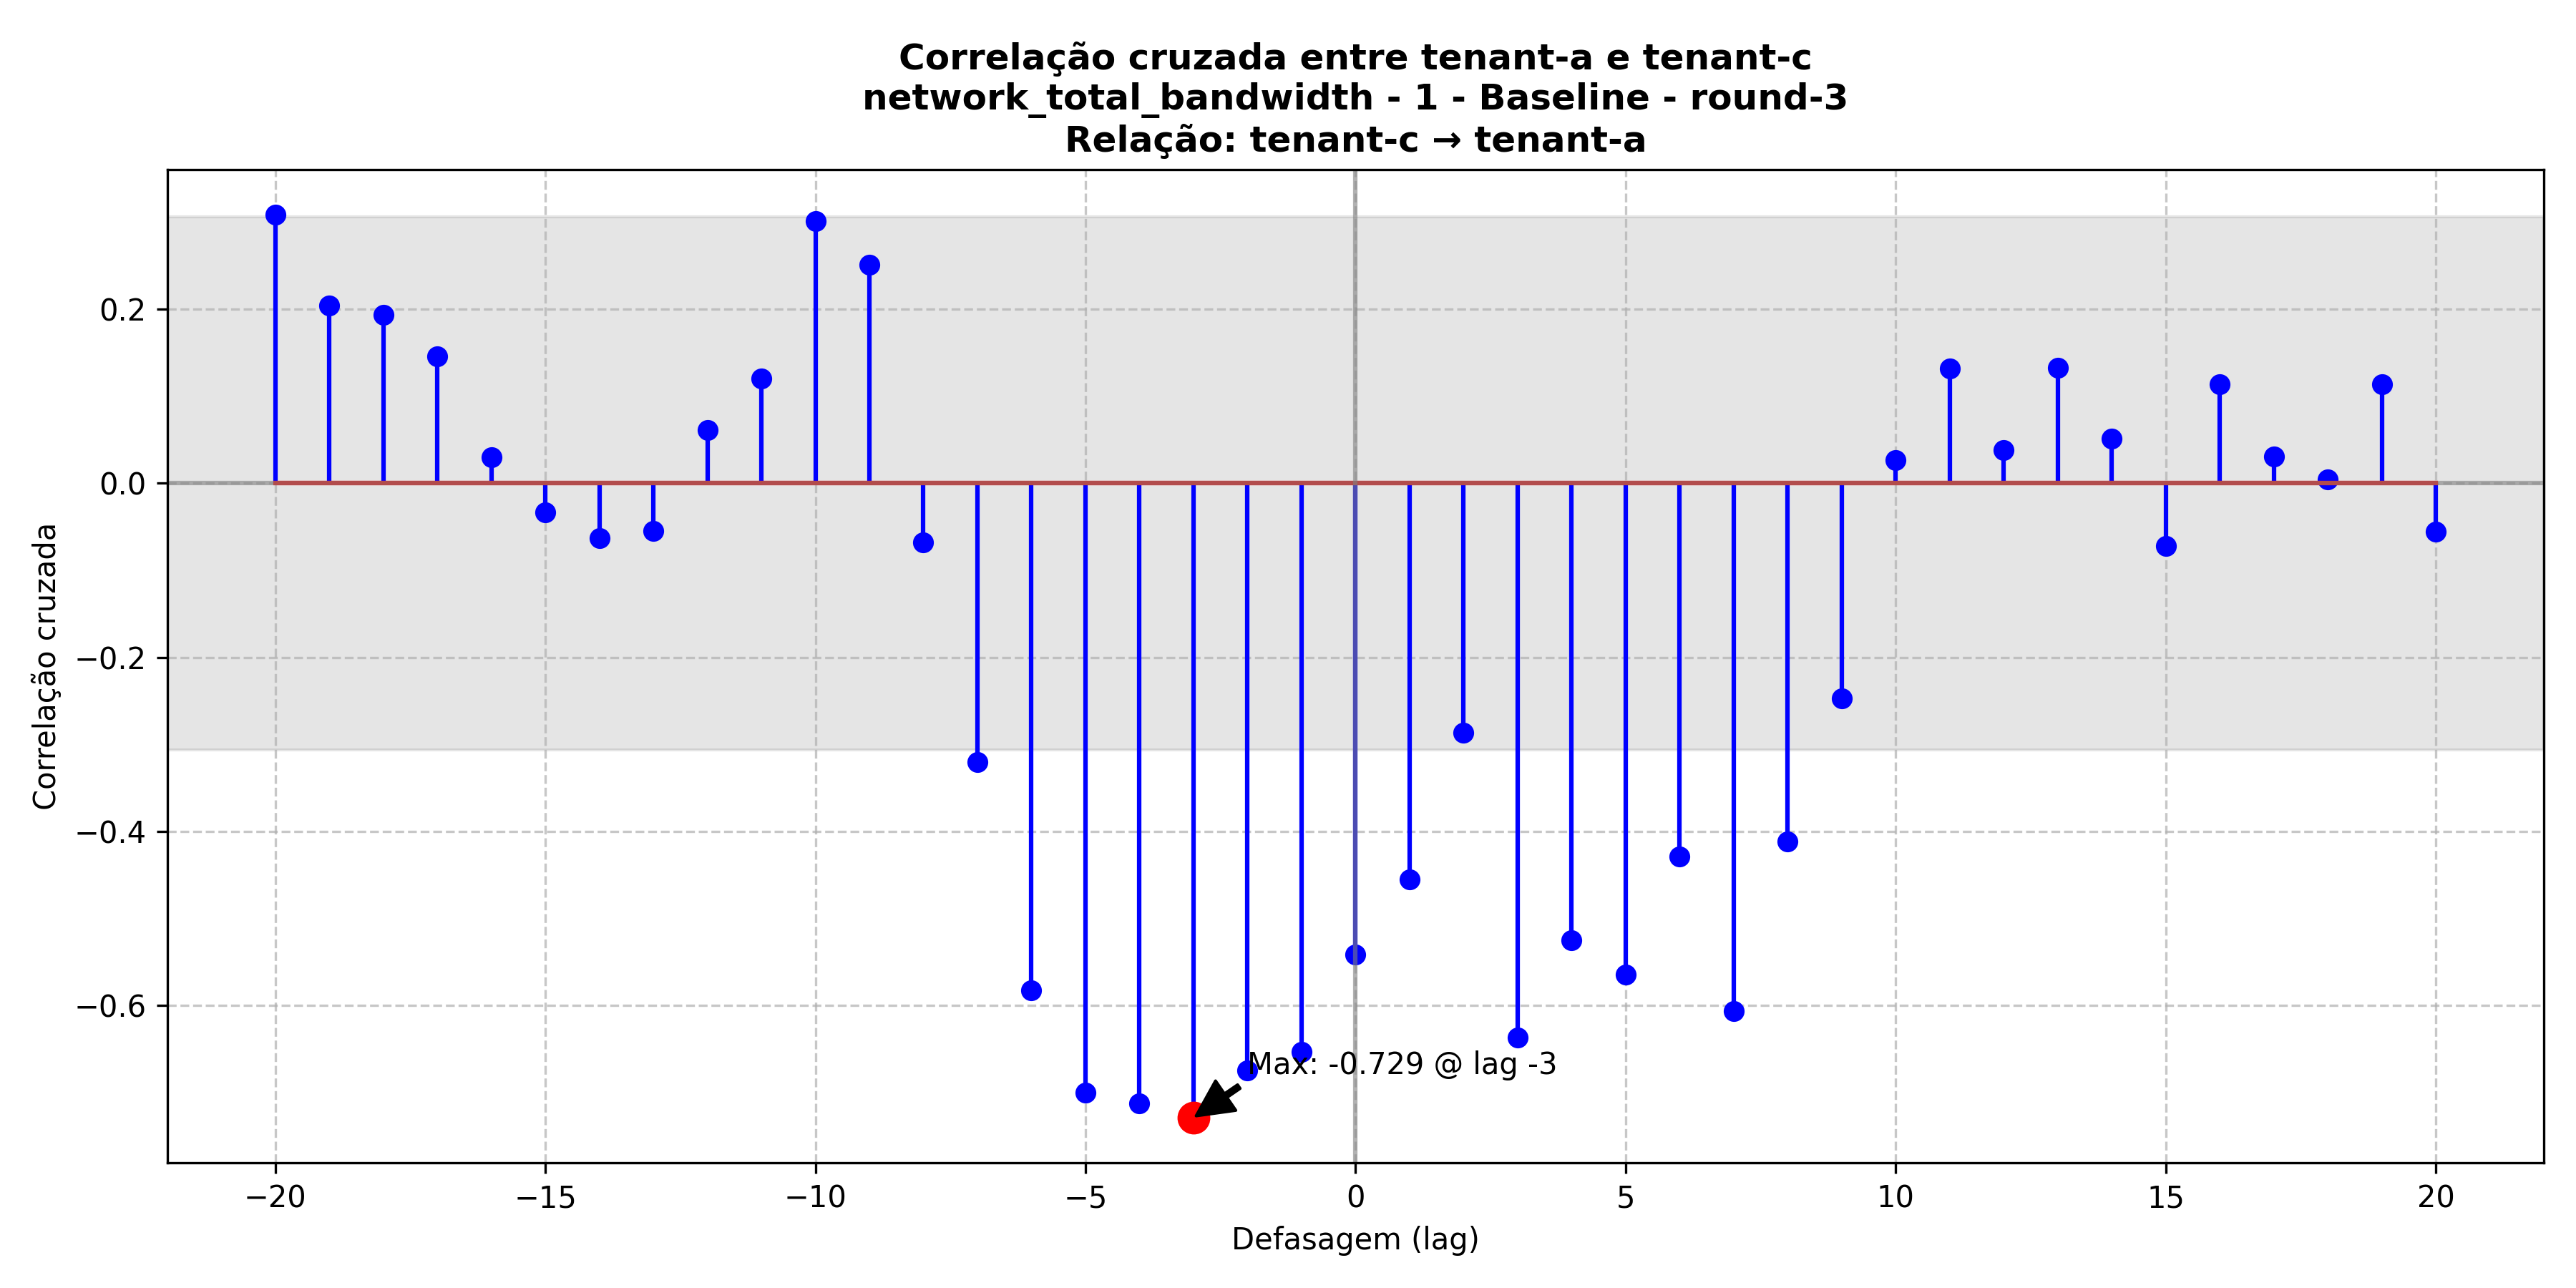 Correlação cruzada entre tenant-a e tenant-c
network_total_bandwidth - 1 - Baseline - round-3
Relação: tenant-c → tenant-a
Correlação cruzada
0.2
0.0
−0.2
−0.4
−0.6
Max: -0.729 @ lag -3
−20
−15
−10
−5
0
5
10
15
20
Defasagem (lag)